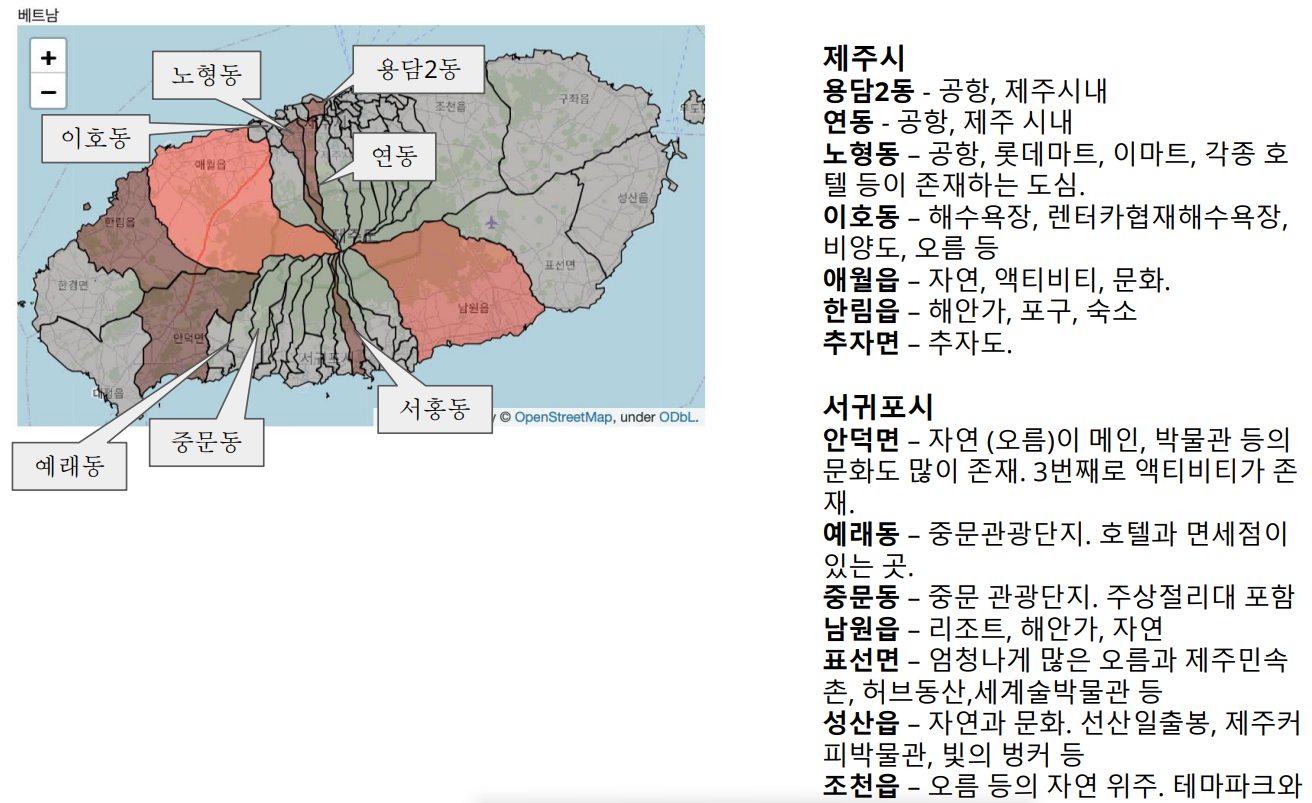 베트남
+
−
노형동
용담2동
이호동
연동
조천읍
구좌읍
애월읍
성산읍
한림읍
표선면
한경면
남원읍
안덕면
서귀포시
대정읍
서홍동
중문동
예래동
© OpenStreetMap, under ODbL.
제주시
용담2동 - 공항, 제주시내
연동 - 공항, 제주 시내
노형동 – 공항, 롯데마트, 이마트, 각종 호
텔 등이 존재하는 도심.
이호동 – 해수욕장, 렌터카협재해수욕장,
비양도, 오름 등
애월읍 – 자연, 액티비티, 문화.
한림읍 – 해안가, 포구, 숙소
추자면 – 추자도.
서귀포시
안덕면 – 자연 (오름)이 메인, 박물관 등의
문화도 많이 존재. 3번째로 액티비티가 존
재.
예래동 – 중문관광단지. 호텔과 면세점이
있는 곳.
중문동 – 중문 관광단지. 주상절리대 포함
남원읍 – 리조트, 해안가, 자연
표선면 – 엄청나게 많은 오름과 제주민속
촌, 허브동산,세계술박물관 등
성산읍 – 자연과 문화. 선산일출봉, 제주커
피박물관, 빛의 벙커 등
조천읍 – 오름 등의 자연 위주. 테마파크와